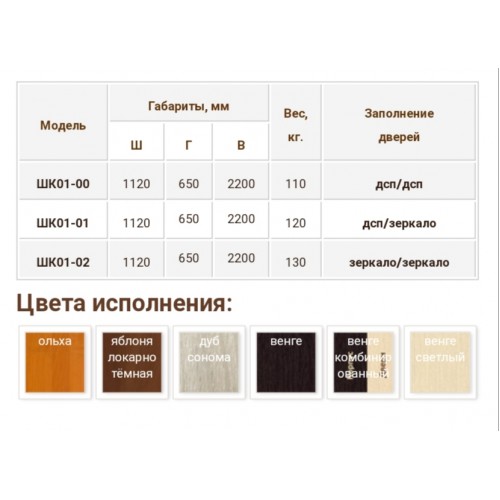 Модель Габариты, мм Вес, кг. Заполнение дверей
Ш Г В
ШК01-00 1120 650 2200 110 дсп/дсп
ШК01-01 1120 650 2200 120 дсп/зеркало
ШК01-02 1120 650 2200 130 зеркало/зеркало
Цвета исполнения:
ольха
яблоня
локарно
тёмная
дуб
сонома
венге
венге
комбинир
ованный
венге
светлый